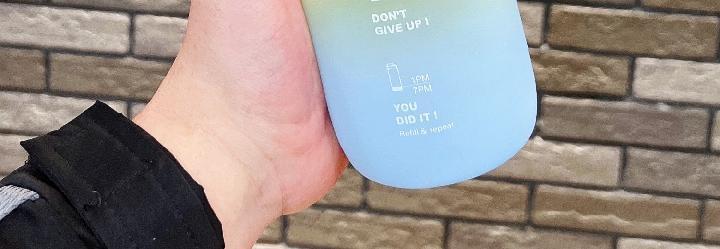 DON'T
GIVE UP !
1PM
7PM
YOU
DID IT !
Refill & repeat